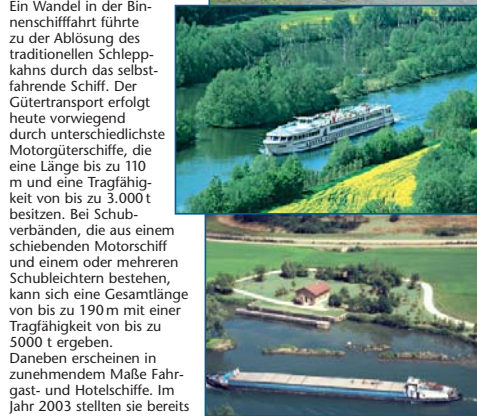 Ein Wandel in der Bin-
nenschifffahrt führte
zu der Ablösung des
traditionellen Schlepp-
kahns durch das selbst-
fahrende Schiff. Der
Gütertransport erfolgt
heute vorwiegend
durch unterschiedlichste
Motorgüterschiffe, die
eine Länge bis zu 110
m und eine Tragfähig-
keit von bis zu 3.000 t
besitzen. Bei Schub-
verbänden, die aus einem
schiebenden Motorschiff
und einem oder mehreren
Schubleichtern bestehen,
kann sich eine Gesamtlänge
von bis zu 190 m mit einer
Tragfähigkeit von bis zu
5000 t ergeben.
Daneben erscheinen in
zunehmendem Maße Fahr-
gast- und Hotelschiffe. Im
Jahr 2003 stellten sie bereits